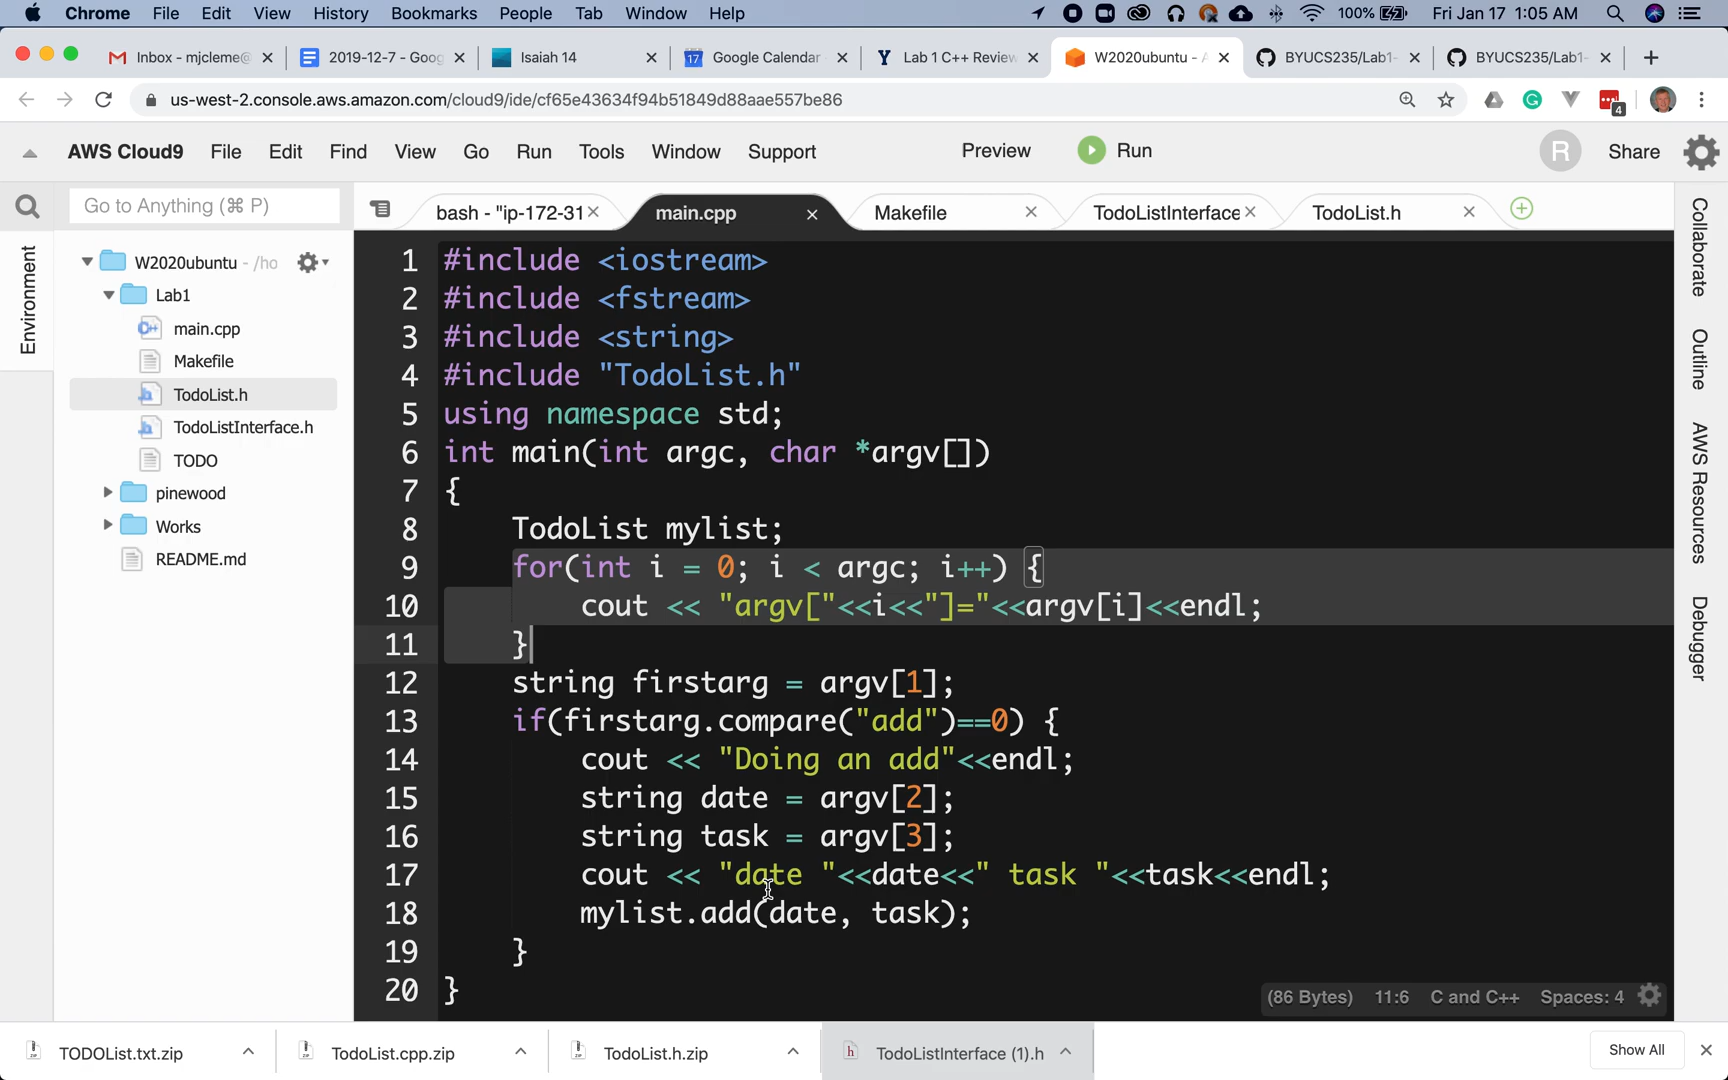 Chrome File Edit View History Bookmarks People Tab Window Help 100% Fri Jan 17 1:05 AM
Inbox - mjcleme@ 2019-12-7 - Goog Isaiah 14 17 Google Calendar Y Lab 1 C++ Review W2020ubuntu - A BYUCS235/Lab1- BYUCS235/Lab1-
us-west-2.console.aws.amazon.com/cloud9/ide/cf65e43634f94b51849d88aae557be86 4
AWS Cloud9 File Edit Find View Go Run Tools Window Support Preview Run R Share
Go to Anything (⌘ P) bash - "ip-172-31 main.cpp Makefile TodoListInterface TodoList.h
Environment
W2020ubuntu - /ho
Lab1
main.cpp
Makefile
TodoList.h
TodoListInterface.h
TODO
pinewood
Works
README.md
1 #include <iostream>
2 #include <fstream>
3 #include <string>
4 #include "TodoList.h"
5 using namespace std;
6 int main(int argc, char *argv[])
7 {
8 TodoList mylist;
9 for(int i = 0; i < argc; i++) {
10 cout << "argv["<<i<<"]="<<argv[i]<<endl;
11 }
12 string firstarg = argv[1];
13 if(firstarg.compare("add")==0) {
14 cout << "Doing an add"<<endl;
15 string date = argv[2];
16 string task = argv[3];
17 cout << "date "<<date<<" task "<<task<<endl;
18 mylist.add(date, task);
19 }
20 }
(86 Bytes) 11:6 C and C++ Spaces: 4
Collaborate
Outline
AWS Resources
Debugger
TODOList.txt.zip TodoList.cpp.zip TodoList.h.zip h TodoListInterface (1).h Show All